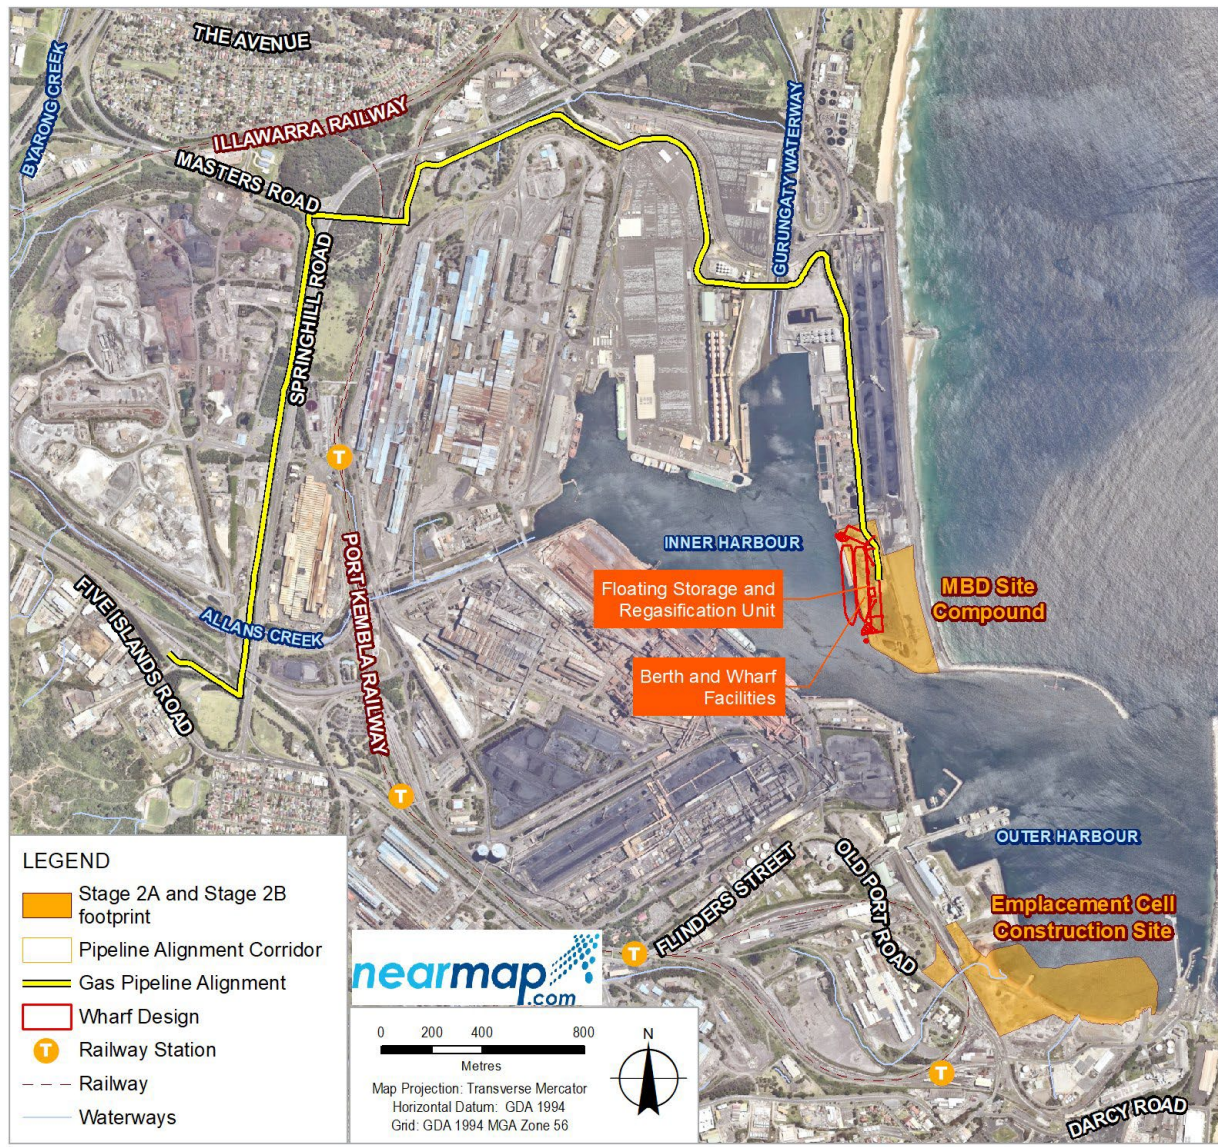 THE AVENUE
BYARONG CREEK
ILLAWARRA RAILWAY
MASTERS ROAD
GURUNGATY WATERWAY
SPRINGHILL ROAD
T
INNER HARBOUR
PORT KEMBLA RAILWAY
Floating Storage and
Regasification Unit
MBD Site
Compound
FIVE ISLANDS ROAD
ALLANS CREEK
Berth and Wharf
Facilities
T
OUTER HARBOUR
FLINDERS STREET
OLD PORT ROAD
Emplacement Cell
Construction Site
T
T
DARCY ROAD
LEGEND
Stage 2A and Stage 2B
footprint
Pipeline Alignment Corridor
Gas Pipeline Alignment
Wharf Design
T
Railway Station
Railway
Waterways
nearmap
.com
0 200 400 800
Metres
Map Projection: Transverse Mercator
Horizontal Datum: GDA 1994
Grid: GDA 1994 MGA Zone 56
N